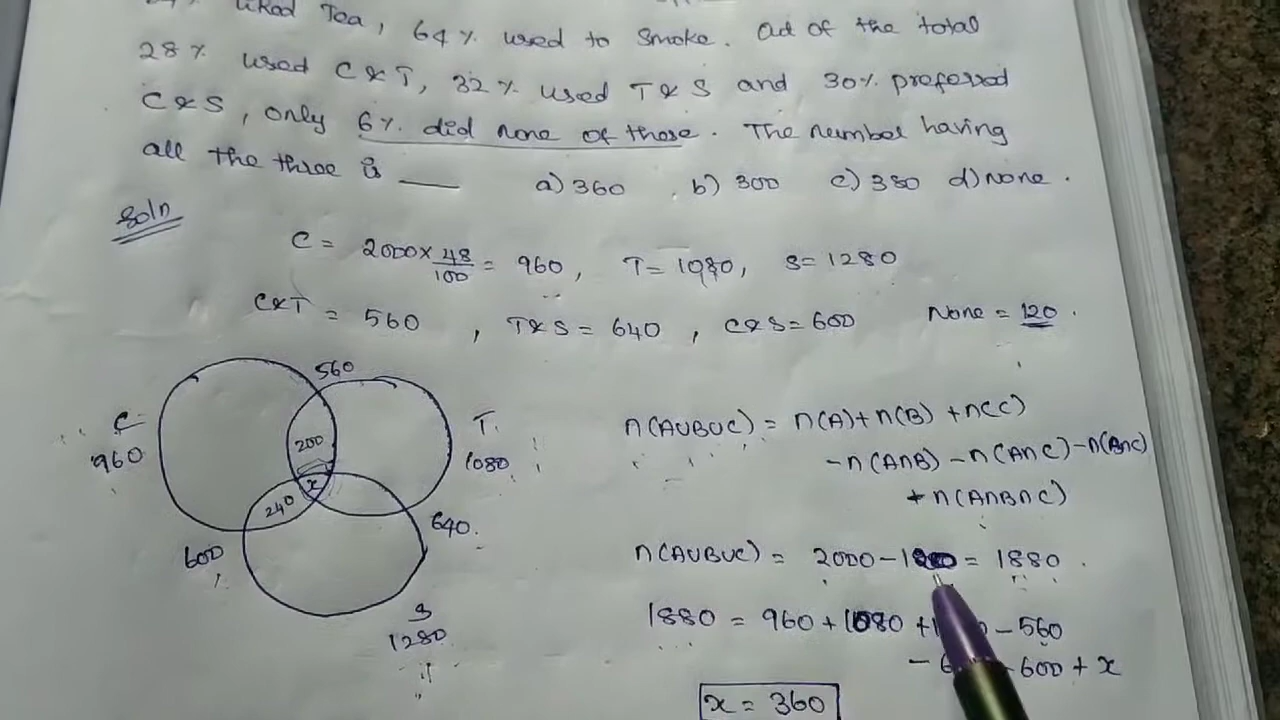 liked Tea, 64% used to smoke. Out of the total
28% used C&T, 32% used T&S and 30% preferred
C&S, only 6% did none of these. The number having
all the three is ___ a) 360 b) 300 c) 380 d) none.
Soln
C = 2000 × 48/100 = 960, T = 1080, S = 1280
C&T = 560, T&S = 640, C&S = 600 None = 120.
560
C
960
T.
1080
200
x
240
640.
600
S
1280
n(AUBUC) = n(A) + n(B) + n(C)
- n(A∩B) - n(A∩C) - n(B∩C)
+ n(A∩B∩C)
n(AUBUC) = 2000 - 120 = 1880.
1880 = 960 + 1080 + - 560
- 600 + x
x = 360